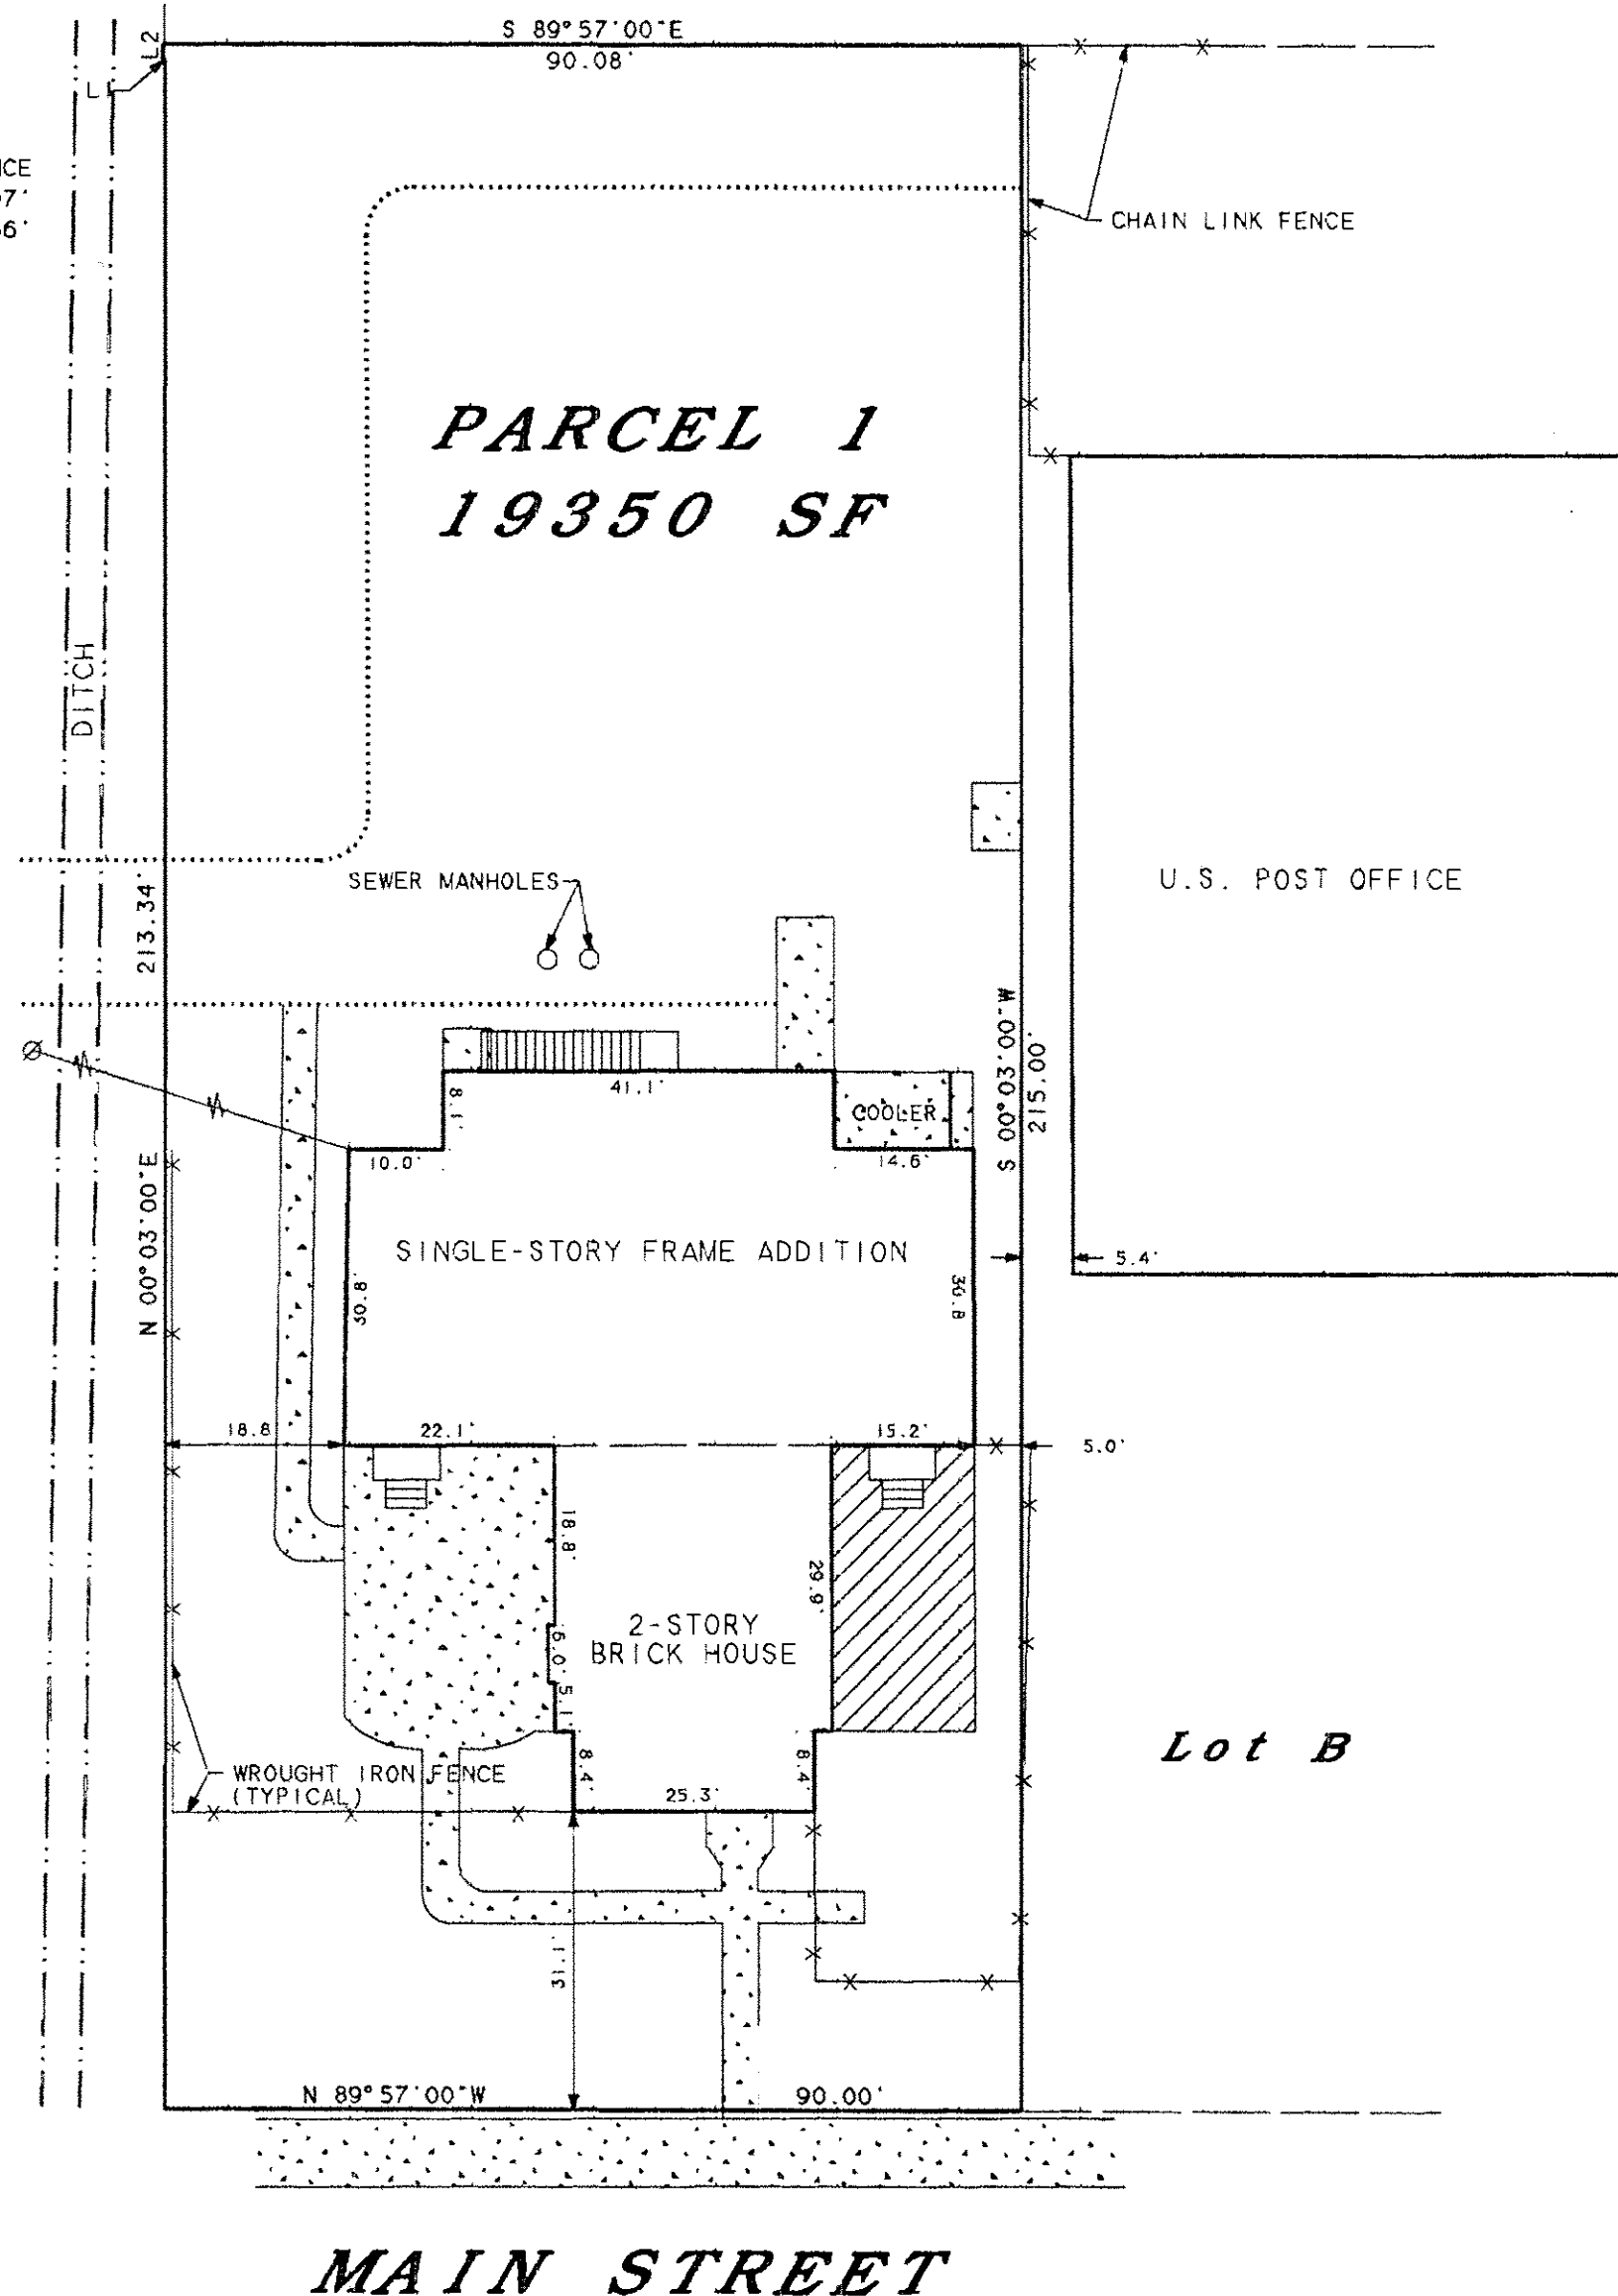 S 89°57'00"E
90.08'
L2
L1
CE
7'
6'
CHAIN LINK FENCE
PARCEL 1
19350 SF
DITCH
SEWER MANHOLES
U.S. POST OFFICE
213.34'
N 00°03'00"E
S 00°03'00"W
215.00'
41.1'
8.1'
COOLER
10.0'
14.6'
SINGLE-STORY FRAME ADDITION
5.4'
30.8'
30.8
18.8
22.1'
15.2'
5.0'
18.8'
29.9'
2-STORY
BRICK HOUSE
6.0'
5.1'
Lot B
WROUGHT IRON FENCE
(TYPICAL)
8.4'
8.4'
25.3'
31.1'
N 89°57'00"W
90.00'
MAIN STREET